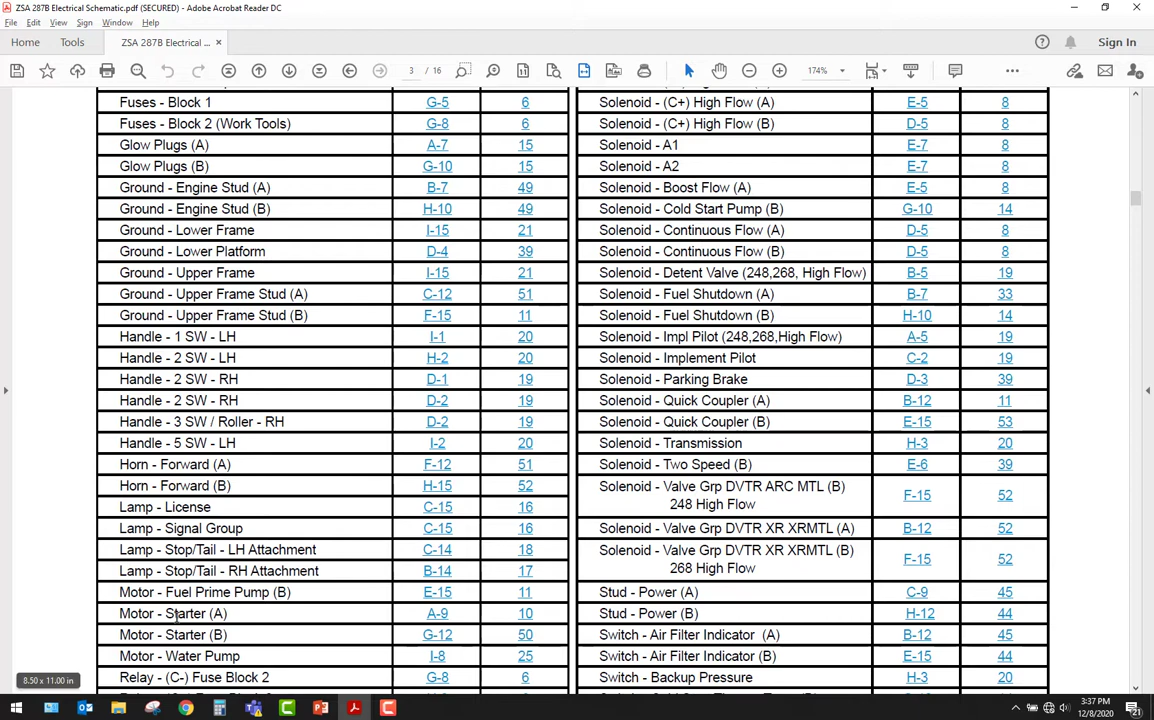 ZSA 287B Electrical Schematic.pdf (SECURED) - Adobe Acrobat Reader DC
File Edit View Sign Window Help
Home Tools ZSA 287B Electrical ... × Sign In
3 / 16 174%
Fuses - Block 1 G-5 6
Fuses - Block 2 (Work Tools) G-8 6
Glow Plugs (A) A-7 15
Glow Plugs (B) G-10 15
Ground - Engine Stud (A) B-7 49
Ground - Engine Stud (B) H-10 49
Ground - Lower Frame I-15 21
Ground - Lower Platform D-4 39
Ground - Upper Frame I-15 21
Ground - Upper Frame Stud (A) C-12 51
Ground - Upper Frame Stud (B) F-15 11
Handle - 1 SW - LH I-1 20
Handle - 2 SW - LH H-2 20
Handle - 2 SW - RH D-1 19
Handle - 2 SW - RH D-2 19
Handle - 3 SW / Roller - RH D-2 19
Handle - 5 SW - LH I-2 20
Horn - Forward (A) F-12 51
Horn - Forward (B) H-15 52
Lamp - License C-15 16
Lamp - Signal Group C-15 16
Lamp - Stop/Tail - LH Attachment C-14 18
Lamp - Stop/Tail - RH Attachment B-14 17
Motor - Fuel Prime Pump (B) E-15 11
Motor - Starter (A) A-9 10
Motor - Starter (B) G-12 50
Motor - Water Pump I-8 25
Relay - (C-) Fuse Block 2 G-8 6
Solenoid - (C+) High Flow (A) E-5 8
Solenoid - (C+) High Flow (B) D-5 8
Solenoid - A1 E-7 8
Solenoid - A2 E-7 8
Solenoid - Boost Flow (A) E-5 8
Solenoid - Cold Start Pump (B) G-10 14
Solenoid - Continuous Flow (A) D-5 8
Solenoid - Continuous Flow (B) D-5 8
Solenoid - Detent Valve (248,268, High Flow) B-5 19
Solenoid - Fuel Shutdown (A) B-7 33
Solenoid - Fuel Shutdown (B) H-10 14
Solenoid - Impl Pilot (248,268,High Flow) A-5 19
Solenoid - Implement Pilot C-2 19
Solenoid - Parking Brake D-3 39
Solenoid - Quick Coupler (A) B-12 11
Solenoid - Quick Coupler (B) E-15 53
Solenoid - Transmission H-3 20
Solenoid - Two Speed (B) E-6 39
Solenoid - Valve Grp DVTR ARC MTL (B)
248 High Flow F-15 52
Solenoid - Valve Grp DVTR XR XRMTL (A) B-12 52
Solenoid - Valve Grp DVTR XR XRMTL (B)
268 High Flow F-15 52
Stud - Power (A) C-9 45
Stud - Power (B) H-12 44
Switch - Air Filter Indicator (A) B-12 45
Switch - Air Filter Indicator (B) E-15 44
Switch - Backup Pressure H-3 20
8.50 x 11.00 in
3:37 PM
12/8/2020
21